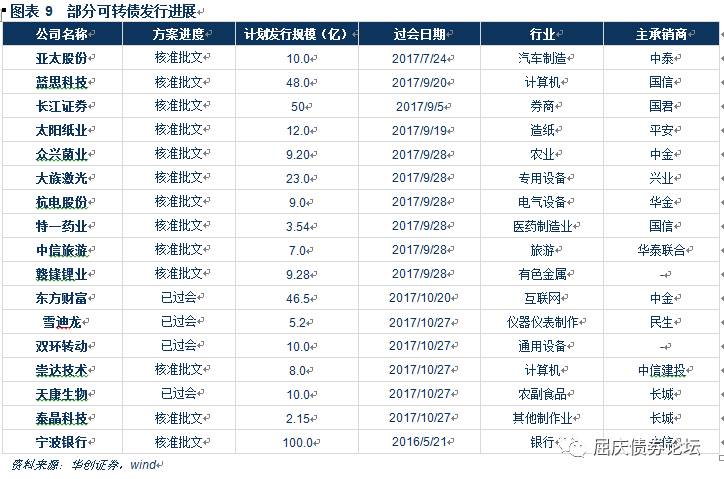 图表 9 部分可转债发行进展
公司名称 方案进度 计划发行规模（亿） 过会日期 行业 主承销商
亚太股份 核准批文 10.0 2017/7/24 汽车制造 中泰
蓝思科技 核准批文 48.0 2017/9/20 计算机 国信
长江证券 核准批文 50 2017/9/5 券商 国君
太阳纸业 核准批文 12.0 2017/9/19 造纸 平安
众兴菌业 核准批文 9.20 2017/9/28 农业 中金
大族激光 核准批文 23.0 2017/9/28 专用设备 兴业
杭电股份 核准批文 9.0 2017/9/28 电气设备 华金
特一药业 核准批文 3.54 2017/9/28 医药制造业 国信
中信旅游 核准批文 7.0 2017/9/28 旅游 华泰联合
赣锋锂业 核准批文 9.28 2017/9/28 有色金属 --
东方财富 已过会 46.5 2017/10/20 互联网 中金
雪迪龙 已过会 5.2 2017/10/27 仪器仪表制作 民生
双环转动 已过会 10.0 2017/10/27 通用设备 --
崇达技术 核准批文 8.0 2017/10/27 计算机 中信建投
天康生物 已过会 10.0 2017/10/27 农副食品 长城
泰晶科技 核准批文 2.15 2017/10/27 其他制作业 长城
宁波银行 核准批文 100.0 2016/5/21 银行
屈庆债券论坛
资料来源：华创证券，wind